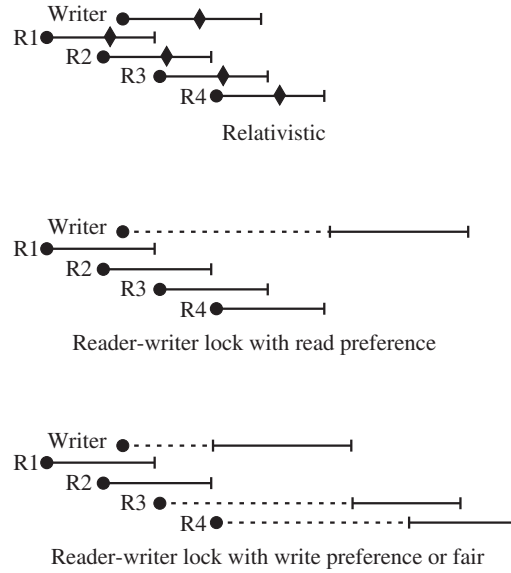 Writer
R1
R2
R3
R4
Relativistic
Writer
R1
R2
R3
R4
Reader-writer lock with read preference
Writer
R1
R2
R3
R4
Reader-writer lock with write preference or fair